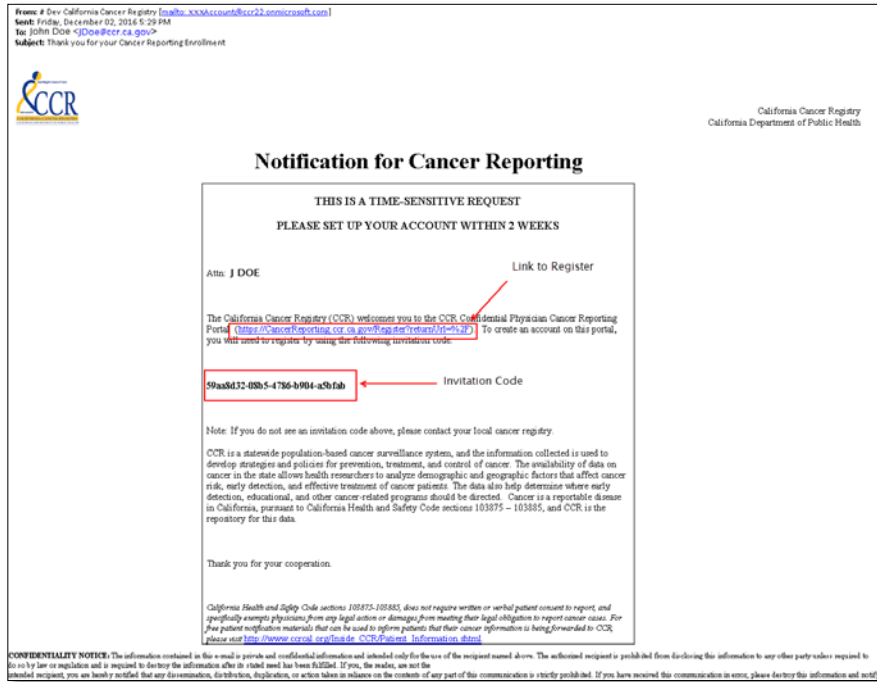 From: # Dev California Cancer Registry [mailto: XXXAccount@ccr22.onmicrosoft.com]
Sent: Friday, December 02, 2016 5:29 PM
To: John Doe <JDoe@ccr.ca.gov>
Subject: Thank you for your Cancer Reporting Enrollment
CCR
California Cancer Registry
California Department of Public Health
Notification for Cancer Reporting
THIS IS A TIME-SENSITIVE REQUEST
PLEASE SET UP YOUR ACCOUNT WITHIN 2 WEEKS
Link to Register
Attn: J DOE
The California Cancer Registry (CCR) welcomes you to the CCR Confidential Physician Cancer Reporting
Portal (https://CancerReporting.ccr.ca.gov/Register?returnUrl=%2F). To create an account on this portal,
you will need to register by using the following invitation code:
59aa8d32-08b5-4786-b904-a5bfab
Invitation Code
Note: If you do not see an invitation code above, please contact your local cancer registry.
CCR is a statewide population-based cancer surveillance system, and the information collected is used to
develop strategies and policies for prevention, treatment, and control of cancer. The availability of data on
cancer in the state allows health researchers to analyze demographic and geographic factors that affect cancer
risk, early detection, and effective treatment of cancer patients. The data also help determine where early
detection, educational, and other cancer-related programs should be directed. Cancer is a reportable disease
in California, pursuant to California Health and Safety Code sections 103875 – 103885, and CCR is the
repository for this data.
Thank you for your cooperation.
California Health and Safety Code sections 103875-103885, does not require written or verbal patient consent to report, and
specifically exempts physicians from any legal action or damages from meeting their legal obligation to report cancer cases. For
free patient notification materials that can be used to inform patients that their cancer information is being forwarded to CCR,
please visit http://www.ccrcal.org/Inside_CCR/Patient_Information.shtml
CONFIDENTIALITY NOTICE: The information contained in this e-mail is private and confidential information and intended only for the use of the recipient named above. The authorized recipient is prohibited from disclosing this information to any other party unless required to
do so by law or regulation and is required to destroy the information after its stated need has been fulfilled. If you, the reader, are not the
intended recipient, you are hereby notified that any dissemination, distribution, duplication, or action taken in reliance on the contents of any part of this communication is strictly prohibited. If you have received this communication in error, please destroy this information and notif